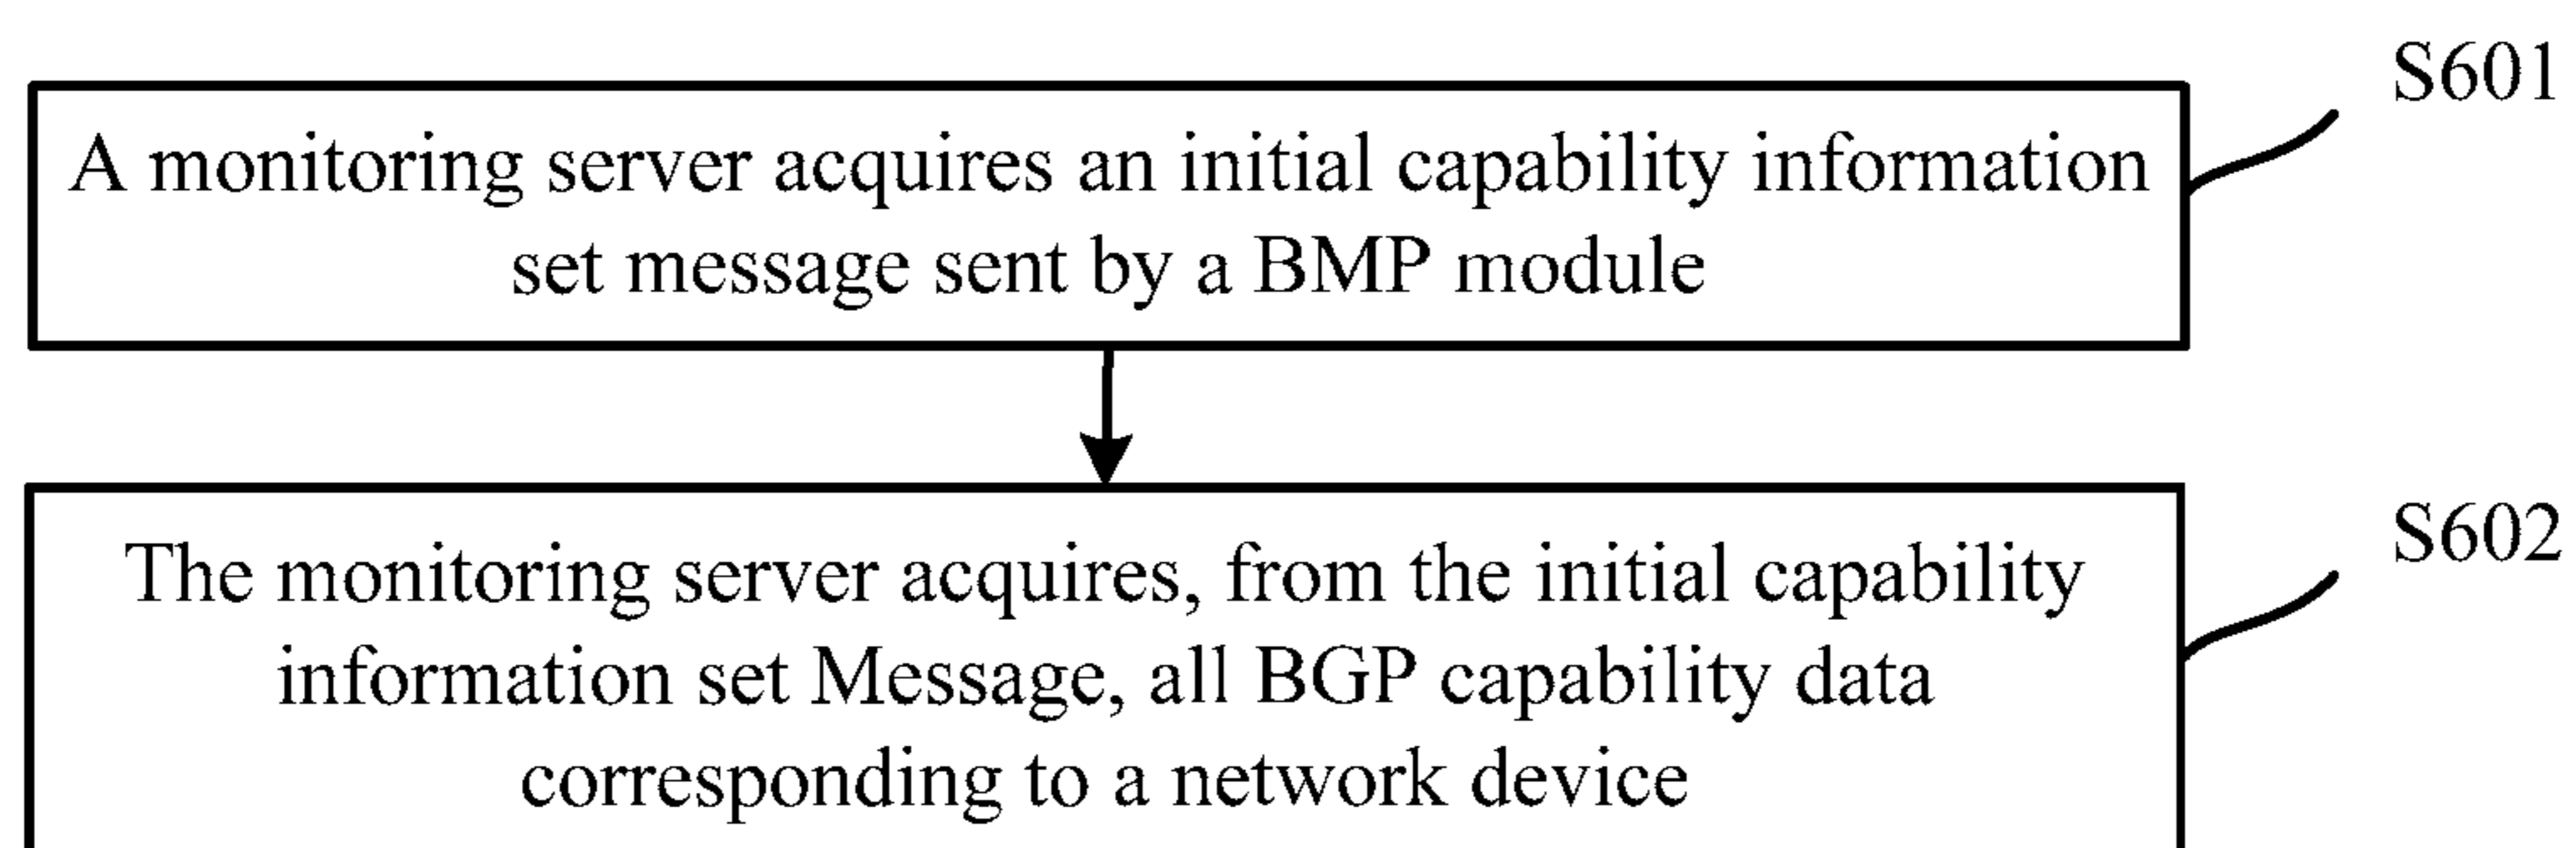 S601
A monitoring server acquires an initial capability information
set message sent by a BMP module
S602
The monitoring server acquires, from the initial capability
information set Message, all BGP capability data
corresponding to a network device